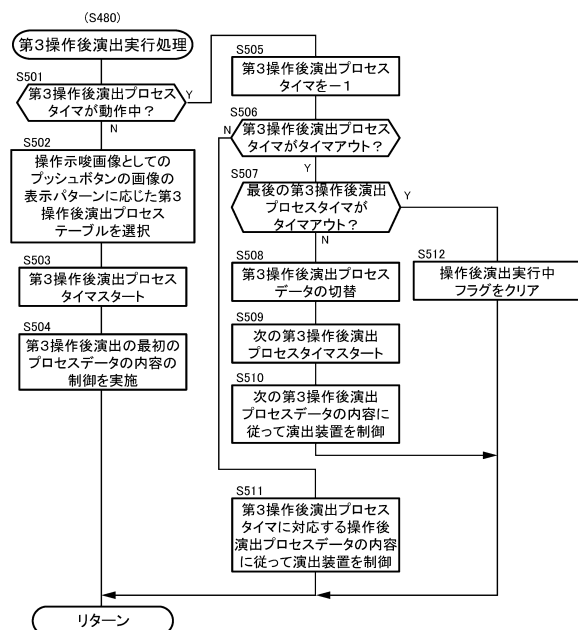 (S480)
第3操作後演出実行処理
S501
第3操作後演出プロセス
タイマが動作中？
Y
N
S502
操作示唆画像としての
プッシュボタンの画像の
表示パターンに応じた第3
操作後演出プロセス
テーブルを選択
S503
第3操作後演出プロセス
タイマスタート
S504
第3操作後演出の最初の
プロセスデータの内容の
制御を実施
S505
第3操作後演出プロセス
タイマを－1
S506
N
第3操作後演出プロセス
タイマがタイムアウト？
Y
S507
最後の第3操作後演出
プロセスタイマが
タイムアウト？
Y
N
S508
第3操作後演出プロセス
データの切替
S509
次の第3操作後演出
プロセスタイマスタート
S510
次の第3操作後演出
プロセスデータの内容に
従って演出装置を制御
S512
操作後演出実行中
フラグをクリア
S511
第3操作後演出プロセス
タイマに対応する操作後
演出プロセスデータの内容
に従って演出装置を制御
リターン